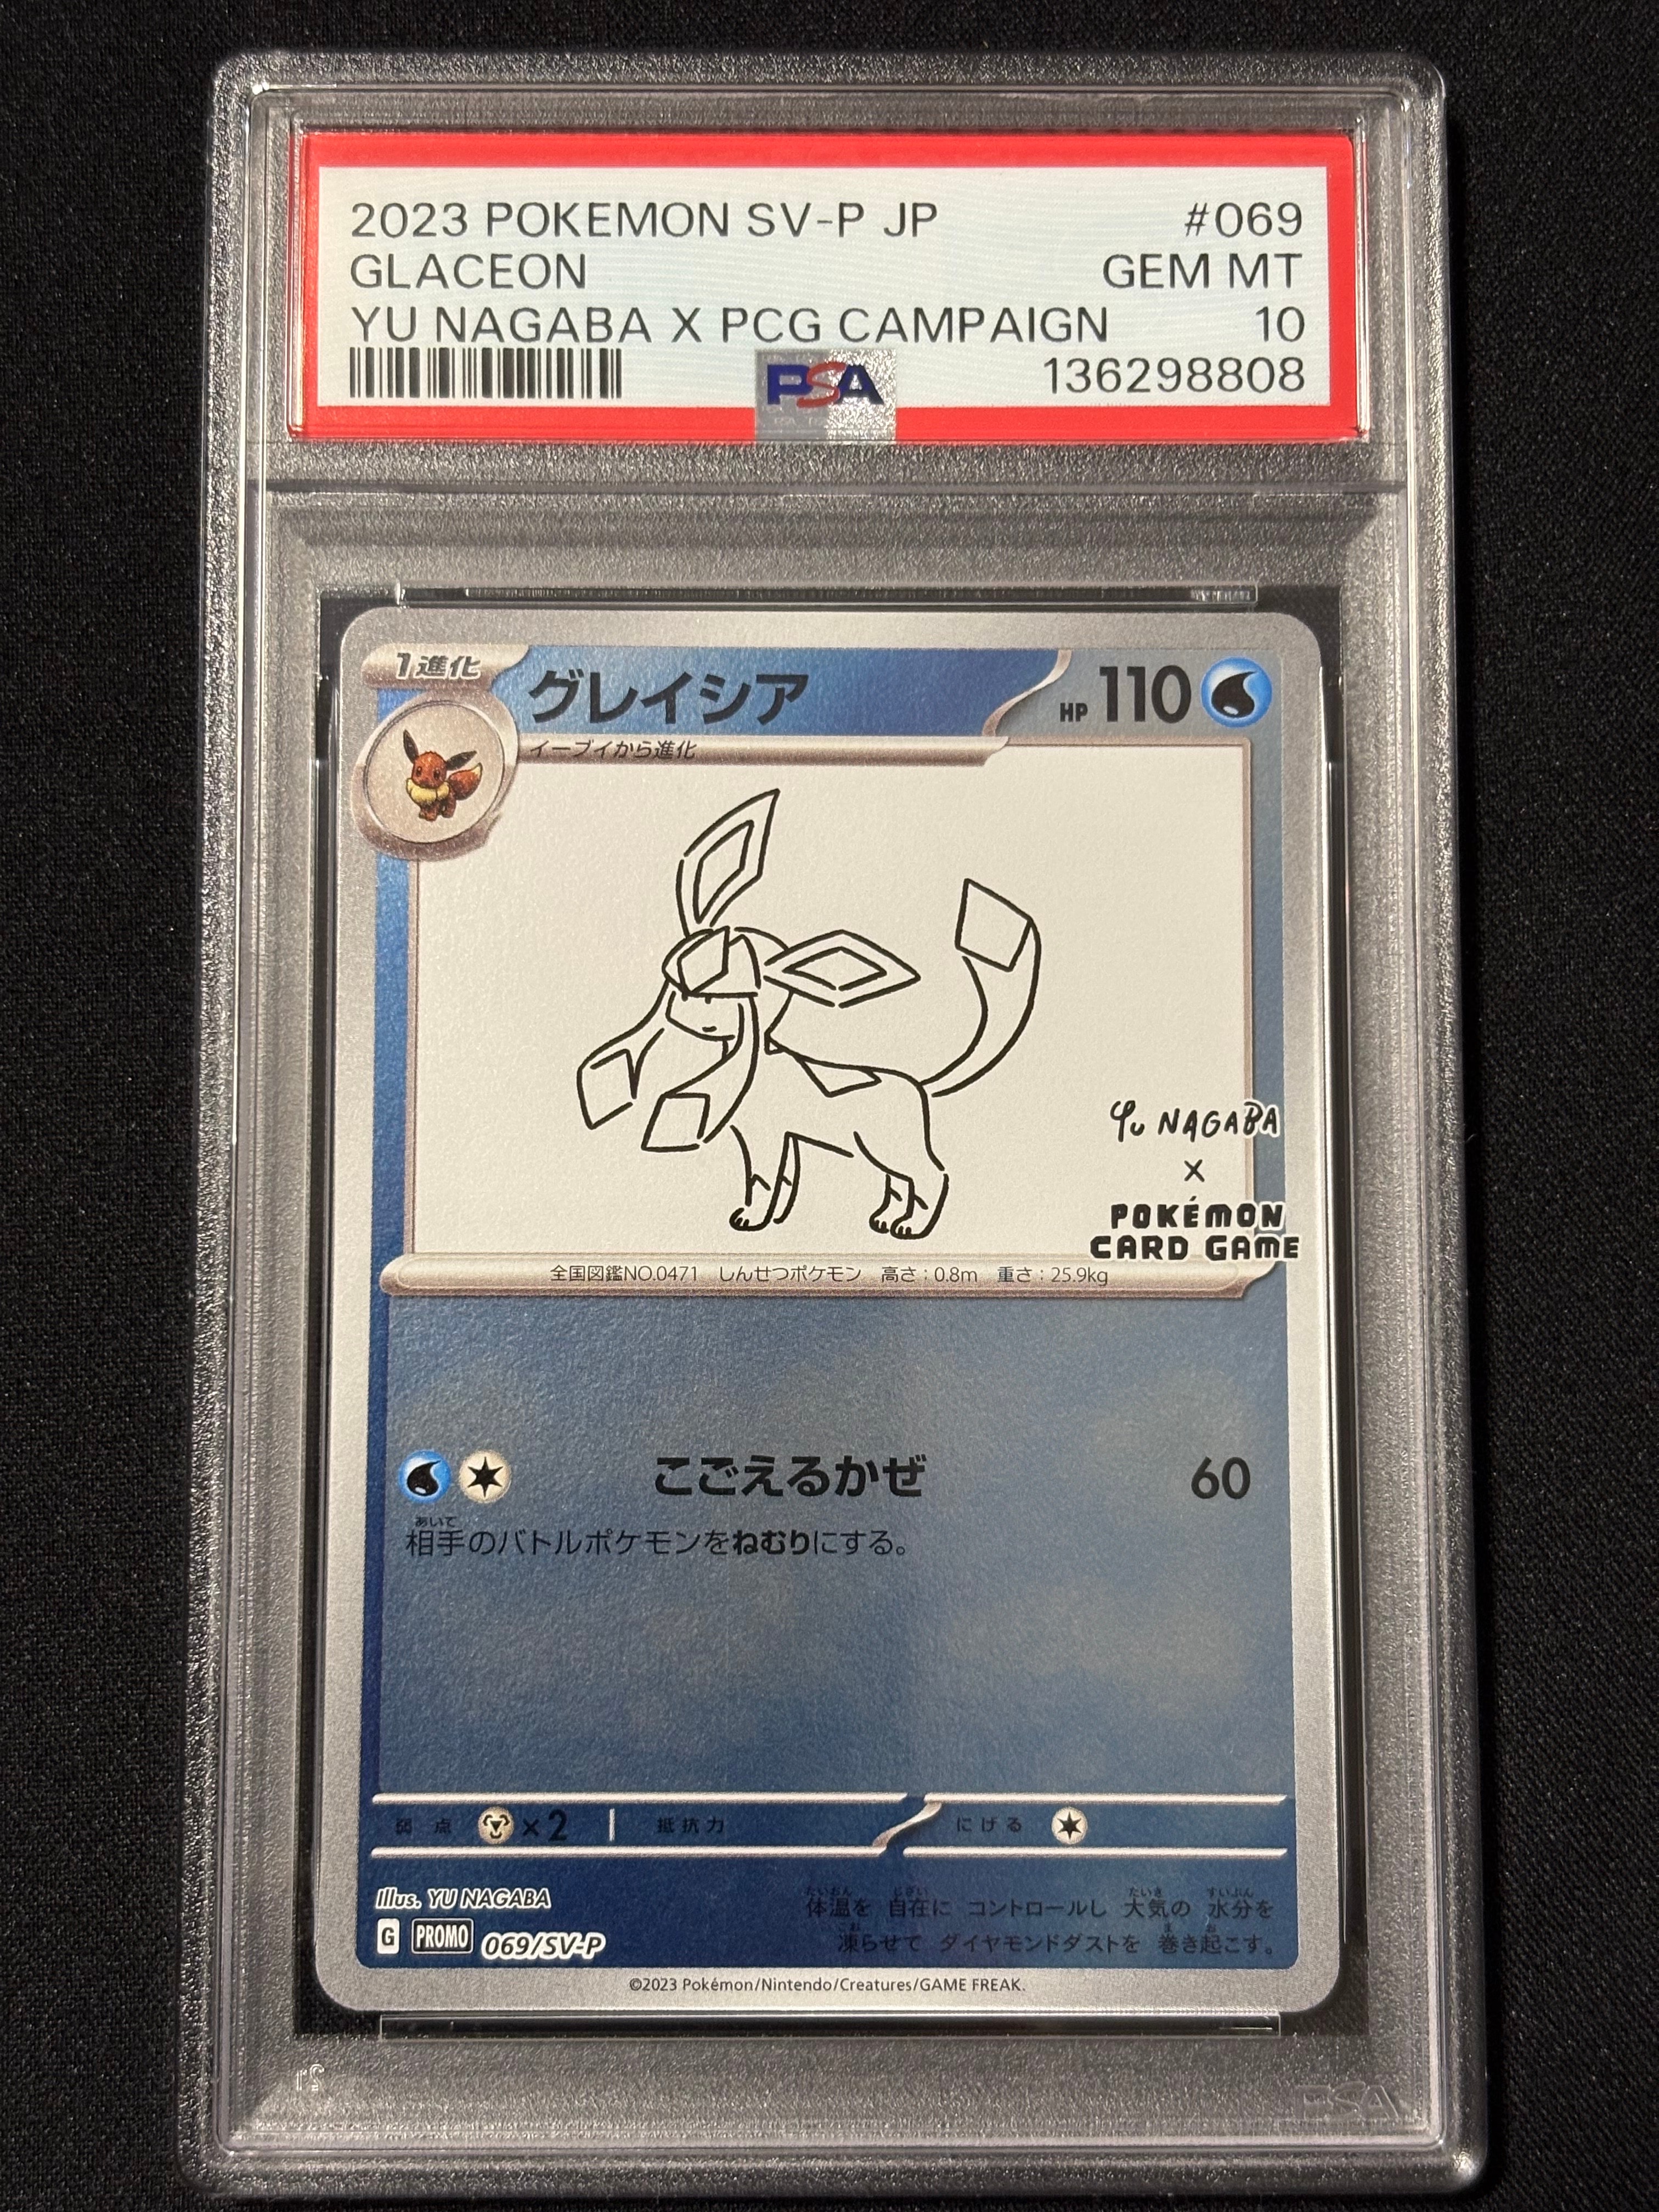 2023 POKEMON SV-P JP #069
GLACEON GEM MT
YU NAGABA X PCG CAMPAIGN 10
PSA 136298808
1進化 グレイシア HP 110
イーブイから進化
Yu NAGABA
×
POKÉMON
CARD GAME
全国図鑑NO.0471 しんせつポケモン 高さ:0.8m 重さ:25.9kg
こごえるかぜ 60
あいて
相手のバトルポケモンをねむりにする。
弱点 ×2 抵抗力 にげる
Illus. YU NAGABA
たいおん じざい たいき すいぶん
体温を 自在に コントロールし 大気の 水分を
G PROMO 069/SV-P
こお ま お
凍らせて ダイヤモンドダストを 巻き起こす。
©2023 Pokémon/Nintendo/Creatures/GAME FREAK.
PSA